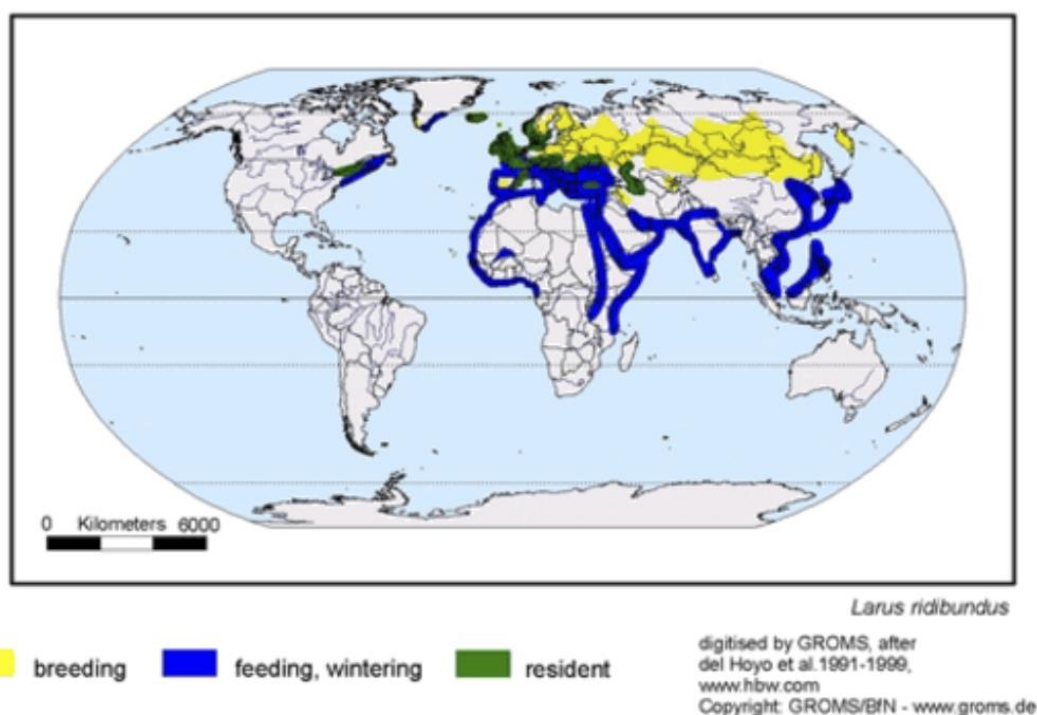 0 Kilometers 6000
Larus ridibundus
breeding
feeding, wintering
resident
digitised by GROMS, after
del Hoyo et al.1991-1999,
www.hbw.com
Copyright: GROMS/BfN - www.groms.de